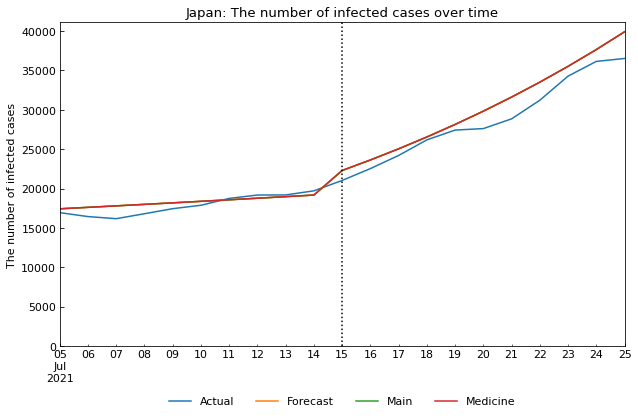 Japan: The number of infected cases over time
The number of infected cases
40000
35000
30000
25000
20000
15000
10000
5000
0
05 06 07 08 09 10 11 12 13 14 15 16 17 18 19 20 21 22 23 24 25
Jul
2021
Actual Forecast Main Medicine